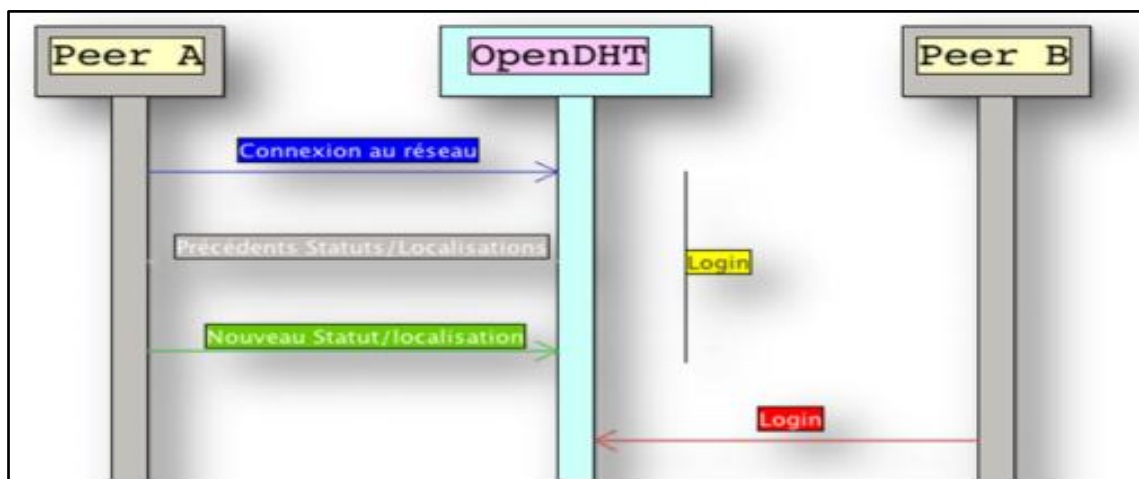 Peer A
OpenDHT
Peer B
Connexion au réseau
Précédents Statuts/Localisations
Login
Nouveau Statut/localisation
Login